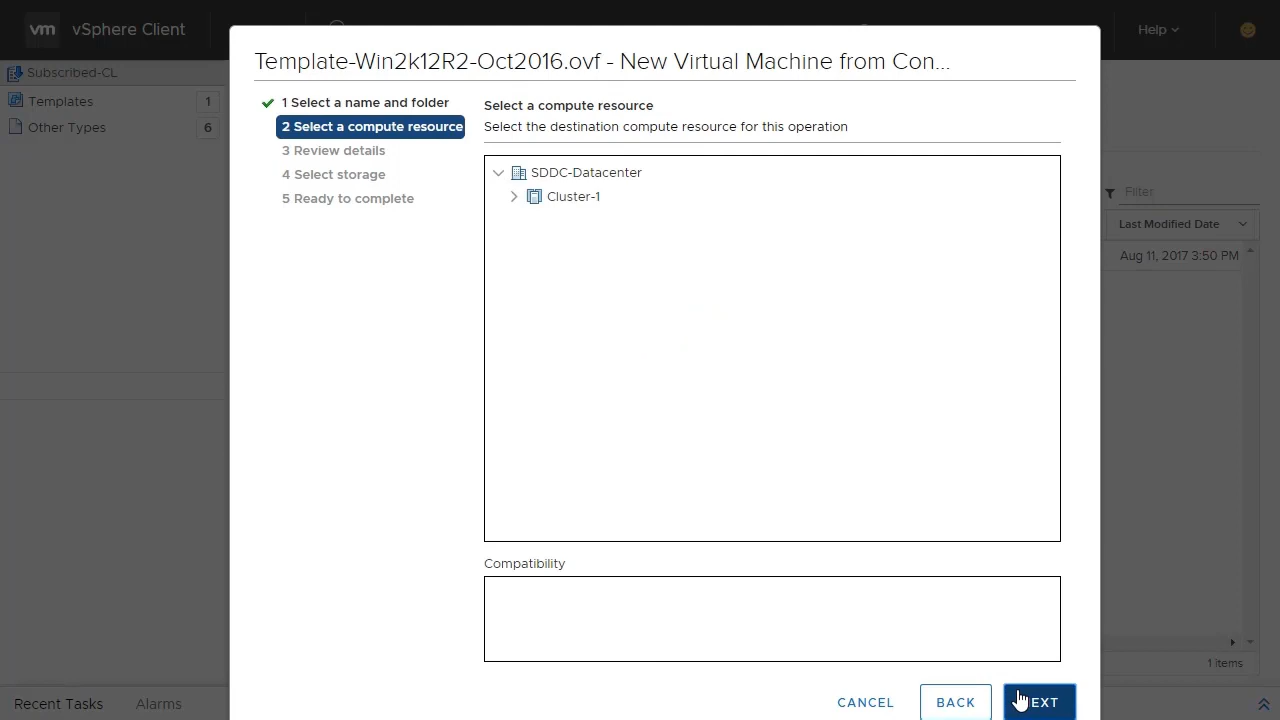 vm vSphere Client
Help
Subscribed-CL
Templates 1
Other Types 6
Template-Win2k12R2-Oct2016.ovf - New Virtual Machine from Con...
1 Select a name and folder
2 Select a compute resource
3 Review details
4 Select storage
5 Ready to complete
Select a compute resource
Select the destination compute resource for this operation
SDDC-Datacenter
Cluster-1
Compatibility
CANCEL BACK EXT
Filter
Last Modified Date
Aug 11, 2017 3:50 PM
1 items
Recent Tasks Alarms